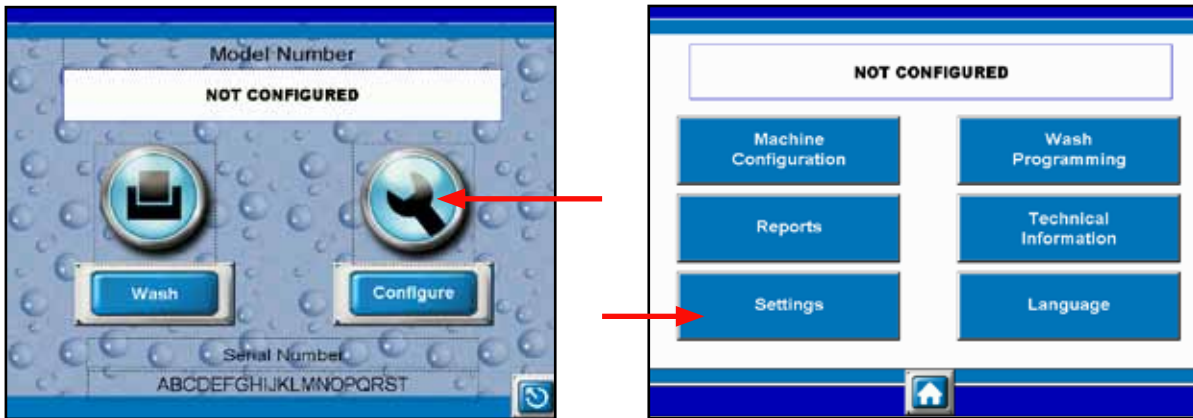 Model Number
NOT CONFIGURED
Wash
Configure
Serial Number
ABCDEFGHIJKLMNOPQRST
NOT CONFIGURED
Machine
Configuration
Wash
Programming
Reports
Technical
Information
Settings
Language